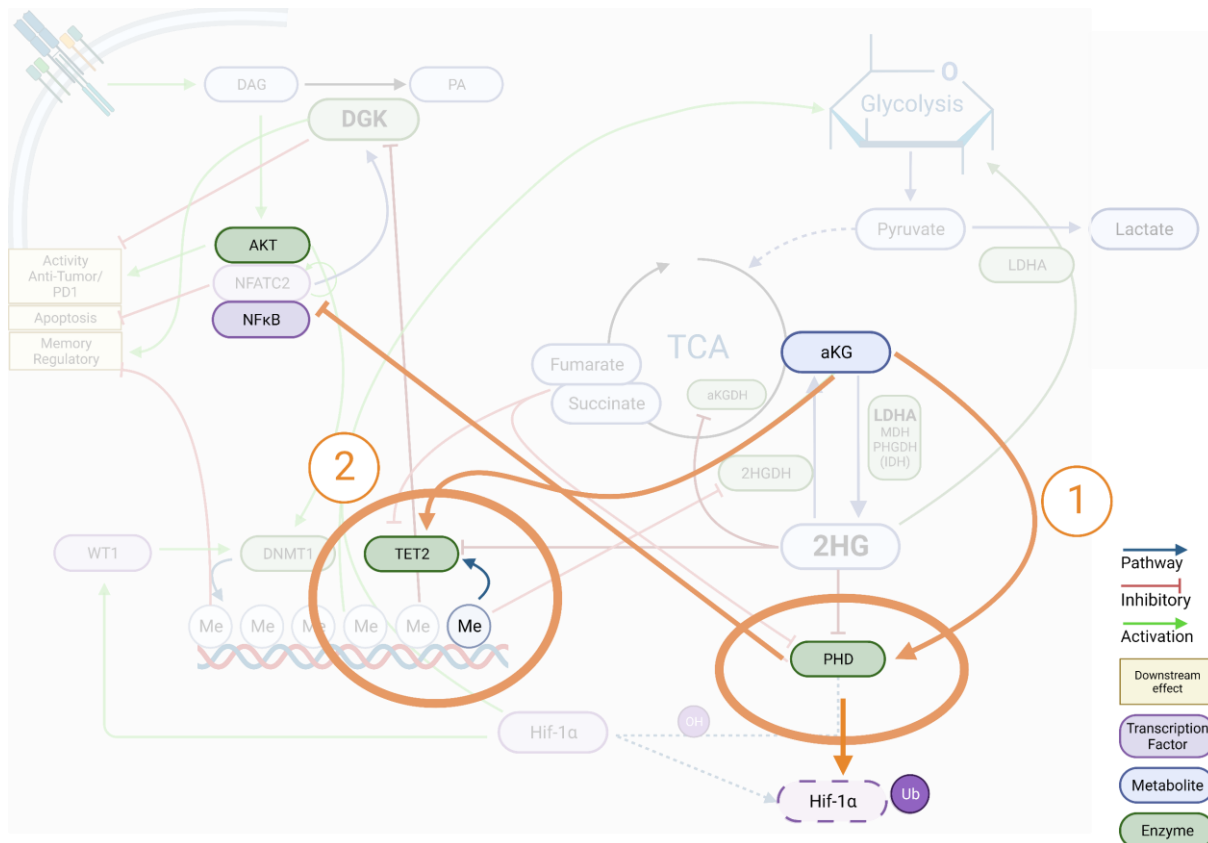 DAG
PA
DGK
O
Glycolysis
Pyruvate
Lactate
LDHA
AKT
NFATC2
NFκB
Activity
Anti-Tumor/
PD1
Apoptosis
Memory
Regulatory
TCA
aKG
Fumarate
Succinate
aKGDH
LDHA
MDH
PHGDH
(IDH)
2HGDH
2
1
WT1
DNMT1
TET2
2HG
Me
Me
Me
Me
Me
Me
PHD
Hif-1α
OH
Hif-1α
Ub
Pathway
Inhibitory
Activation
Downstream
effect
Transcription
Factor
Metabolite
Enzyme